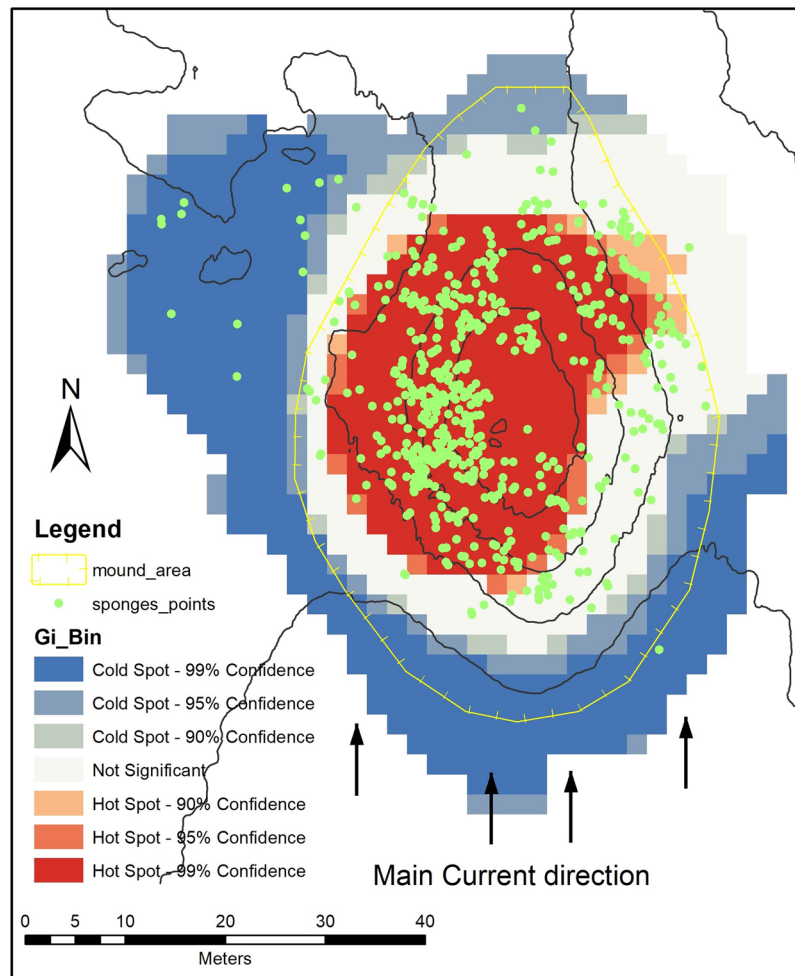 N
Legend
mound_area
sponges_points
Gi_Bin
Cold Spot - 99% Confidence
Cold Spot - 95% Confidence
Cold Spot - 90% Confidence
Not Significant
Hot Spot - 90% Confidence
Hot Spot - 95% Confidence
Hot Spot - 99% Confidence
Main Current direction
0 5 10 20 30 40
Meters